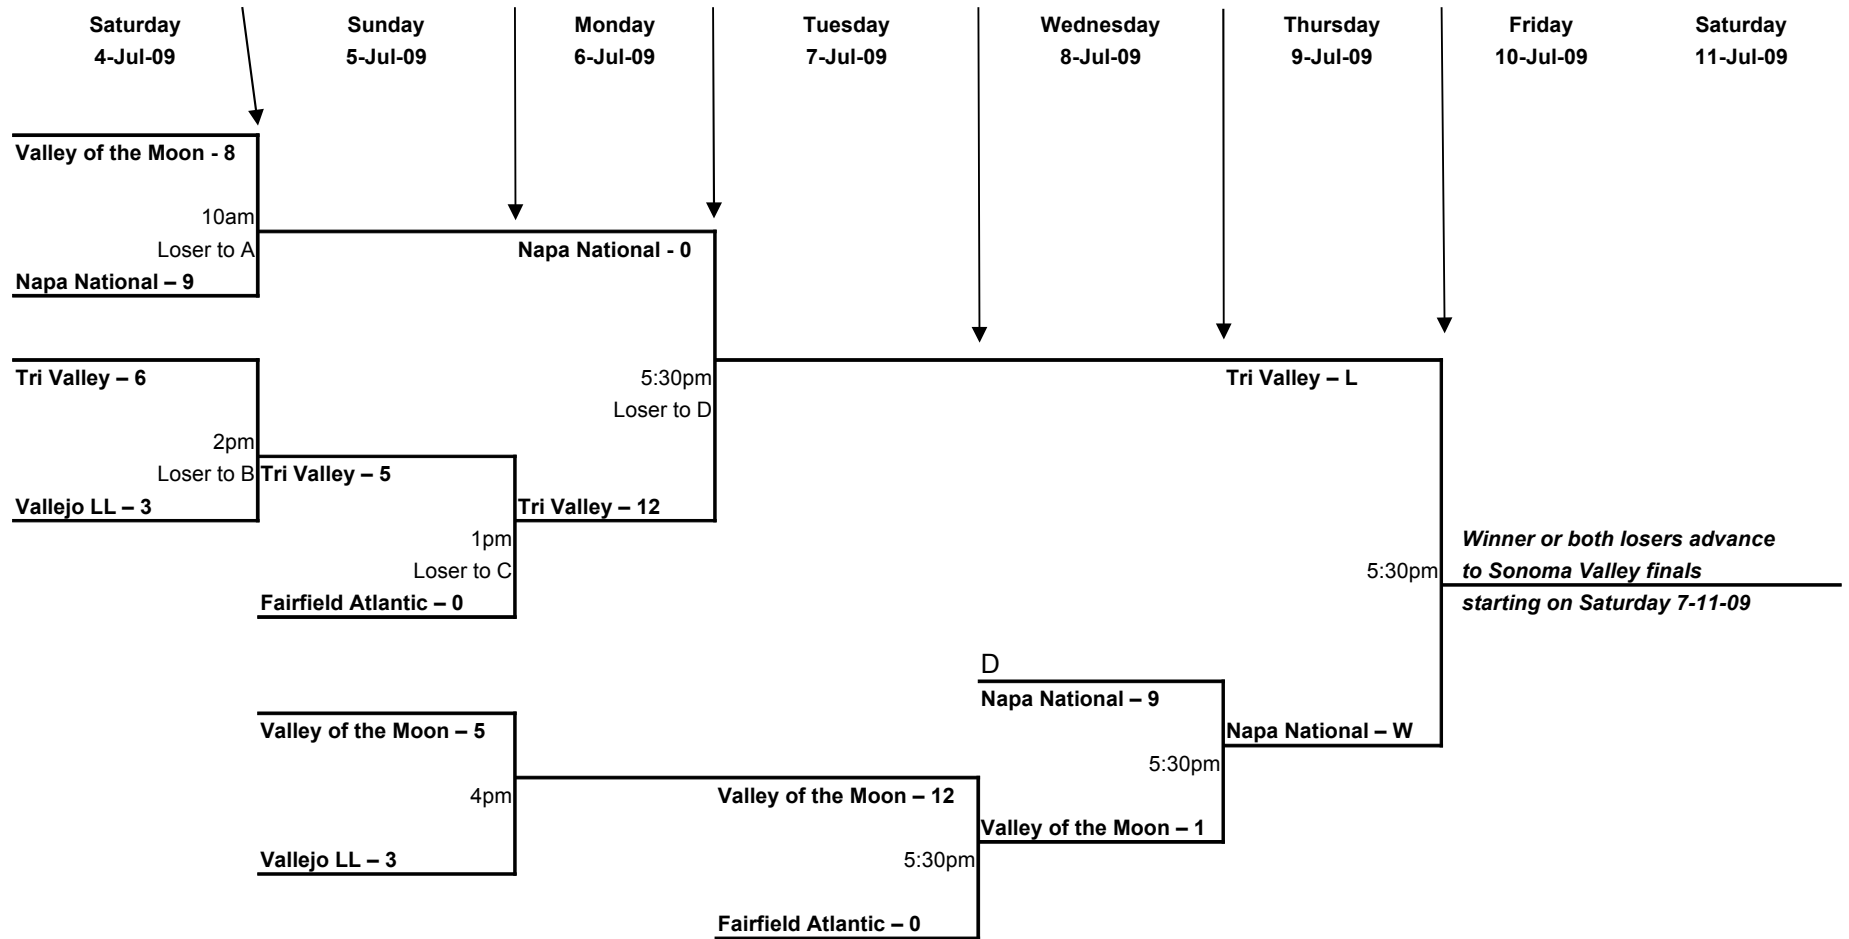 Saturday Sunday Monday Tuesday Wednesday Thursday Friday Saturday
4-Jul-09 5-Jul-09 6-Jul-09 7-Jul-09 8-Jul-09 9-Jul-09 10-Jul-09 11-Jul-09
Valley of the Moon - 8
10am
Loser to A Napa National - 0
Napa National – 9
Tri Valley – 6 5:30pm Tri Valley – L
Loser to D
2pm
Loser to B Tri Valley – 5
Vallejo LL – 3 Tri Valley – 12
1pm Winner or both losers advance
Loser to C 5:30pm to Sonoma Valley finals
Fairfield Atlantic – 0 starting on Saturday 7-11-09
D
Napa National – 9
Valley of the Moon – 5 Napa National – W
5:30pm
4pm Valley of the Moon – 12
Valley of the Moon – 1
Vallejo LL – 3 5:30pm
Fairfield Atlantic – 0